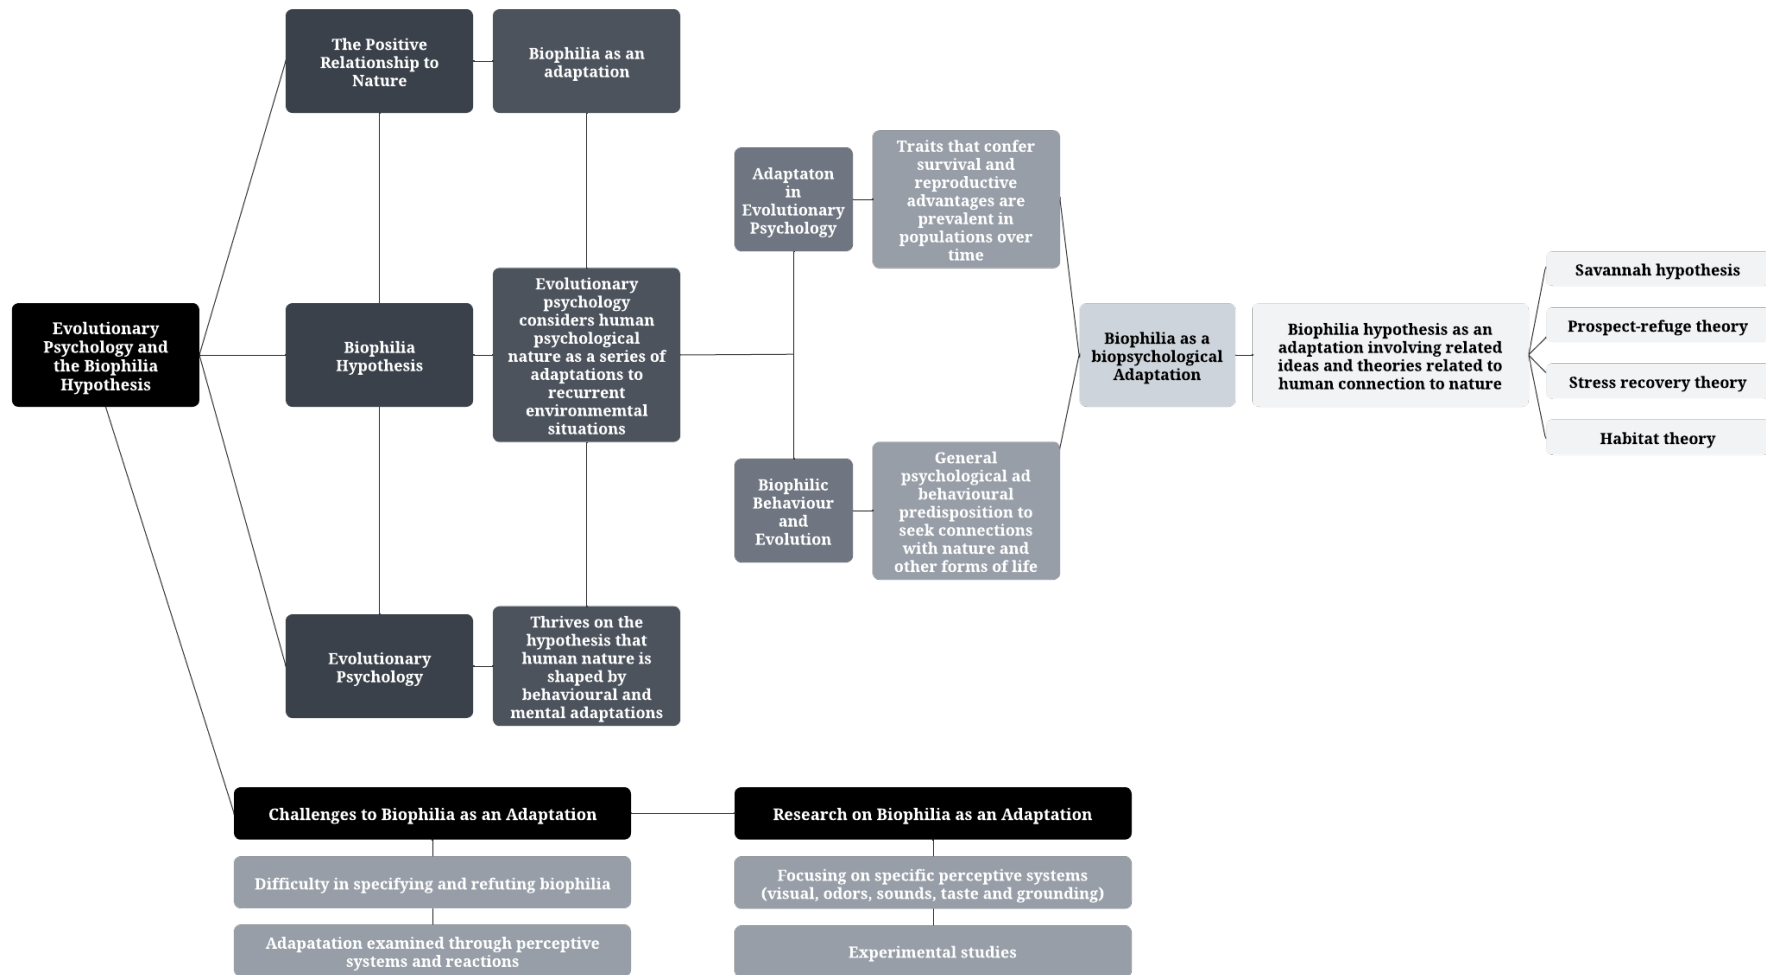 The Positive
Relationship to
Nature
Biophilia as an
adaptation
Adaptaton
in
Evolutionary
Psychology
Traits that confer
survival and
reproductive
advantages are
prevalent in
populations over
time
Evolutionary
Psychology and
the Biophilia
Hypothesis
Biophilia
Hypothesis
Evolutionary
psychology
considers human
psychological
nature as a series of
adaptations to
recurrent
environmemtal
situations
Biophilia as a
biopsychological
Adaptation
Biophilia hypothesis as an
adaptation involving related
ideas and theories related to
human connection to nature
Savannah hypothesis
Prospect-refuge theory
Stress recovery theory
Habitat theory
Biophilic
Behaviour
and
Evolution
General
psychological ad
behavioural
predisposition to
seek connections
with nature and
other forms of life
Evolutionary
Psychology
Thrives on the
hypothesis that
human nature is
shaped by
behavioural and
mental adaptations
Challenges to Biophilia as an Adaptation
Difficulty in specifying and refuting biophilia
Adapatation examined through perceptive
systems and reactions
Research on Biophilia as an Adaptation
Focusing on specific perceptive systems
(visual, odors, sounds, taste and grounding)
Experimental studies